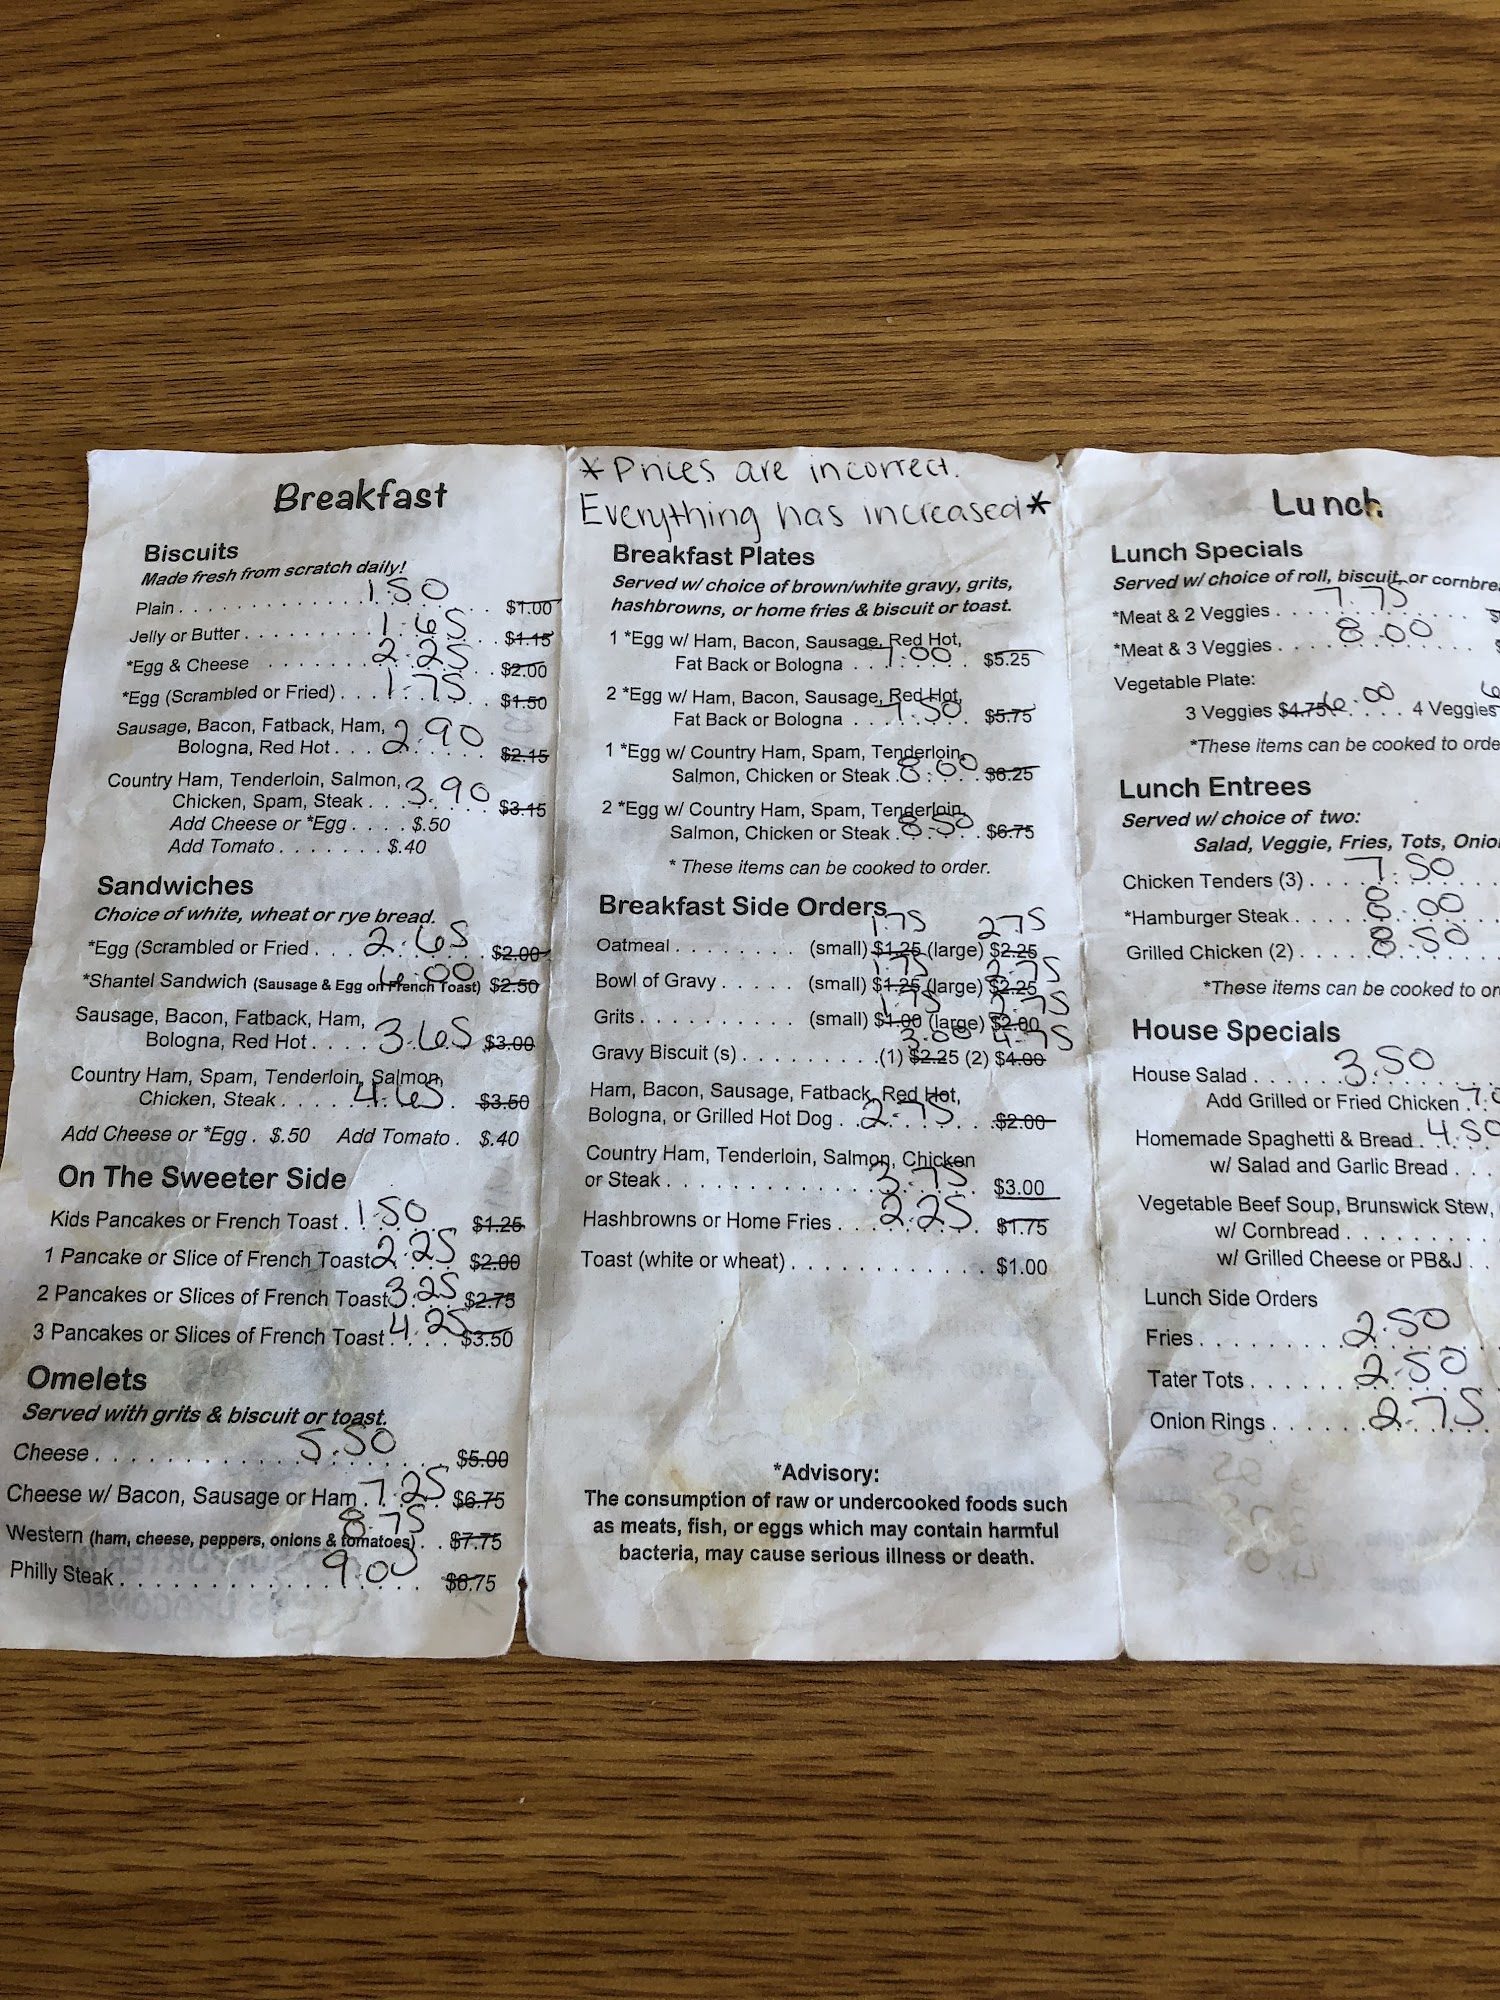 Breakfast
Biscuits
Made fresh from scratch daily!
Plain . . . . . . . . . . . . . . . 1.50 . . $1.00
Jelly or Butter . . . . . . . . . 1.65 . . $1.15
*Egg & Cheese . . . . . . . 2.25 . . $2.00
*Egg (Scrambled or Fried) . . . 1.75 . . $1.50
Sausage, Bacon, Fatback, Ham,
Bologna, Red Hot . . . 2.90 . . $2.15
Country Ham, Tenderloin, Salmon,
Chicken, Spam, Steak . . . 3.90 $3.15
Add Cheese or *Egg . . . . $.50
Add Tomato . . . . . . . $.40
Sandwiches
Choice of white, wheat or rye bread.
*Egg (Scrambled or Fried . . . 2.65 . . $2.00
*Shantel Sandwich (Sausage & Egg on French Toast) 6.00 $2.50
Sausage, Bacon, Fatback, Ham,
Bologna, Red Hot . . . . 3.65 $3.00
Country Ham, Spam, Tenderloin, Salmon,
Chicken, Steak . . . . 4.65 . $3.50
Add Cheese or *Egg . $.50 Add Tomato . $.40
On The Sweeter Side
Kids Pancakes or French Toast . 1.50 $1.25
1 Pancake or Slice of French Toast 2.25 $2.00
2 Pancakes or Slices of French Toast 3.25 $2.75
3 Pancakes or Slices of French Toast 4.25 $3.50
Omelets
Served with grits & biscuit or toast.
Cheese . . . . . . . . . . . 5.50 . . . $5.00
Cheese w/ Bacon, Sausage or Ham . 7.25 $6.75
Western (ham, cheese, peppers, onions & tomatoes) 8.75 . . $7.75
Philly Steak . . . . . . . . . . . 9.00 . . $6.75
*Prices are incorrect.
Everything has increased*
Breakfast Plates
Served w/ choice of brown/white gravy, grits,
hashbrowns, or home fries & biscuit or toast.
1 *Egg w/ Ham, Bacon, Sausage, Red Hot,
Fat Back or Bologna . . . 7.00 . $5.25
2 *Egg w/ Ham, Bacon, Sausage, Red Hot,
Fat Back or Bologna . . . 7.50 . $5.75
1 *Egg w/ Country Ham, Spam, Tenderloin,
Salmon, Chicken or Steak . 8.00 $6.25
2 *Egg w/ Country Ham, Spam, Tenderloin,
Salmon, Chicken or Steak . 8.50 $6.75
* These items can be cooked to order.
Breakfast Side Orders
1.75 2.75
Oatmeal . . . . . . . (small) $1.25 (large) $2.25
1.75 2.75
Bowl of Gravy . . . . . (small) $1.25 (large) $2.25
1.75 2.75
Grits . . . . . . . . . . (small) $1.00 (large) $2.00
3.00 4.75
Gravy Biscuit (s) . . . . . . . . . (1) $2.25 (2) $4.00
Ham, Bacon, Sausage, Fatback, Red Hot,
Bologna, or Grilled Hot Dog . . 2.75 . . $2.00
Country Ham, Tenderloin, Salmon, Chicken
or Steak . . . . . . . . . . . . . 3.75 . $3.00
Hashbrowns or Home Fries . . . 2.25 . $1.75
Toast (white or wheat) . . . . . . . . . . . . $1.00
*Advisory:
The consumption of raw or undercooked foods such
as meats, fish, or eggs which may contain harmful
bacteria, may cause serious illness or death.
Lunch
Lunch Specials
Served w/ choice of roll, biscuit, or cornbre
*Meat & 2 Veggies . . . . 7.75
*Meat & 3 Veggies . . . . 8.00
Vegetable Plate:
3 Veggies $4.75 6.00 . . . . 4 Veggies
*These items can be cooked to orde
Lunch Entrees
Served w/ choice of two:
Salad, Veggie, Fries, Tots, Onio
Chicken Tenders (3) . . . 7.50
*Hamburger Steak . . . . . 8.00
Grilled Chicken (2) . . . . . 8.50
*These items can be cooked to or
House Specials
House Salad . . . . . . 3.50
Add Grilled or Fried Chicken .
Homemade Spaghetti & Bread . 4.50
w/ Salad and Garlic Bread . . .
Vegetable Beef Soup, Brunswick Stew,
w/ Cornbread . . . . . . . . . .
w/ Grilled Cheese or PB&J . .
Lunch Side Orders
Fries . . . . . . . . . . 2.50
Tater Tots . . . . . . . . 2.50
Onion Rings . . . . . . . 2.75